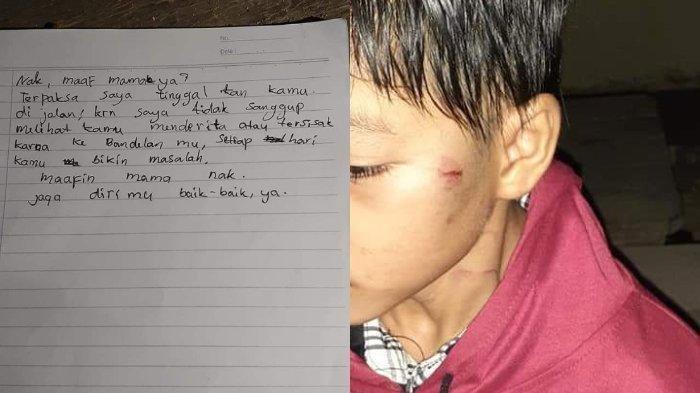 No:
Date:
Nak, maaf mamak ya?
Terpaksa saya tinggal kan kamu
di jalan, krn saya tidak sanggup
melihat kamu menderita atau tersisak
karna ke Bandelan mu, setiap hari
kamu bikin masalah.
maafin mama nak.
jaga diri mu baik-baik, ya.